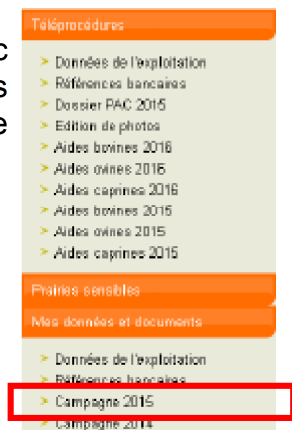 Téléprocédures
c
> Données de l'exploitation
s
> Références bancaires
> Dossier PAC 2015
e
> Edition de photos
> Aides bovines 2016
> Aides ovines 2016
> Aides caprines 2016
> Aides bovines 2015
> Aides ovines 2015
> Aides caprines 2015
Prairies sensibles
Mes données et documents
> Données de l'exploitation
> Références bancaires
> Campagne 2015
> Campagne 2014